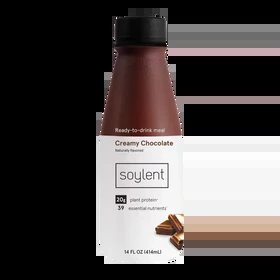 Ready-to-drink meal
Creamy Chocolate
Naturally flavored
soylent
20g plant protein
39 essential nutrients
14 FL OZ (414mL)